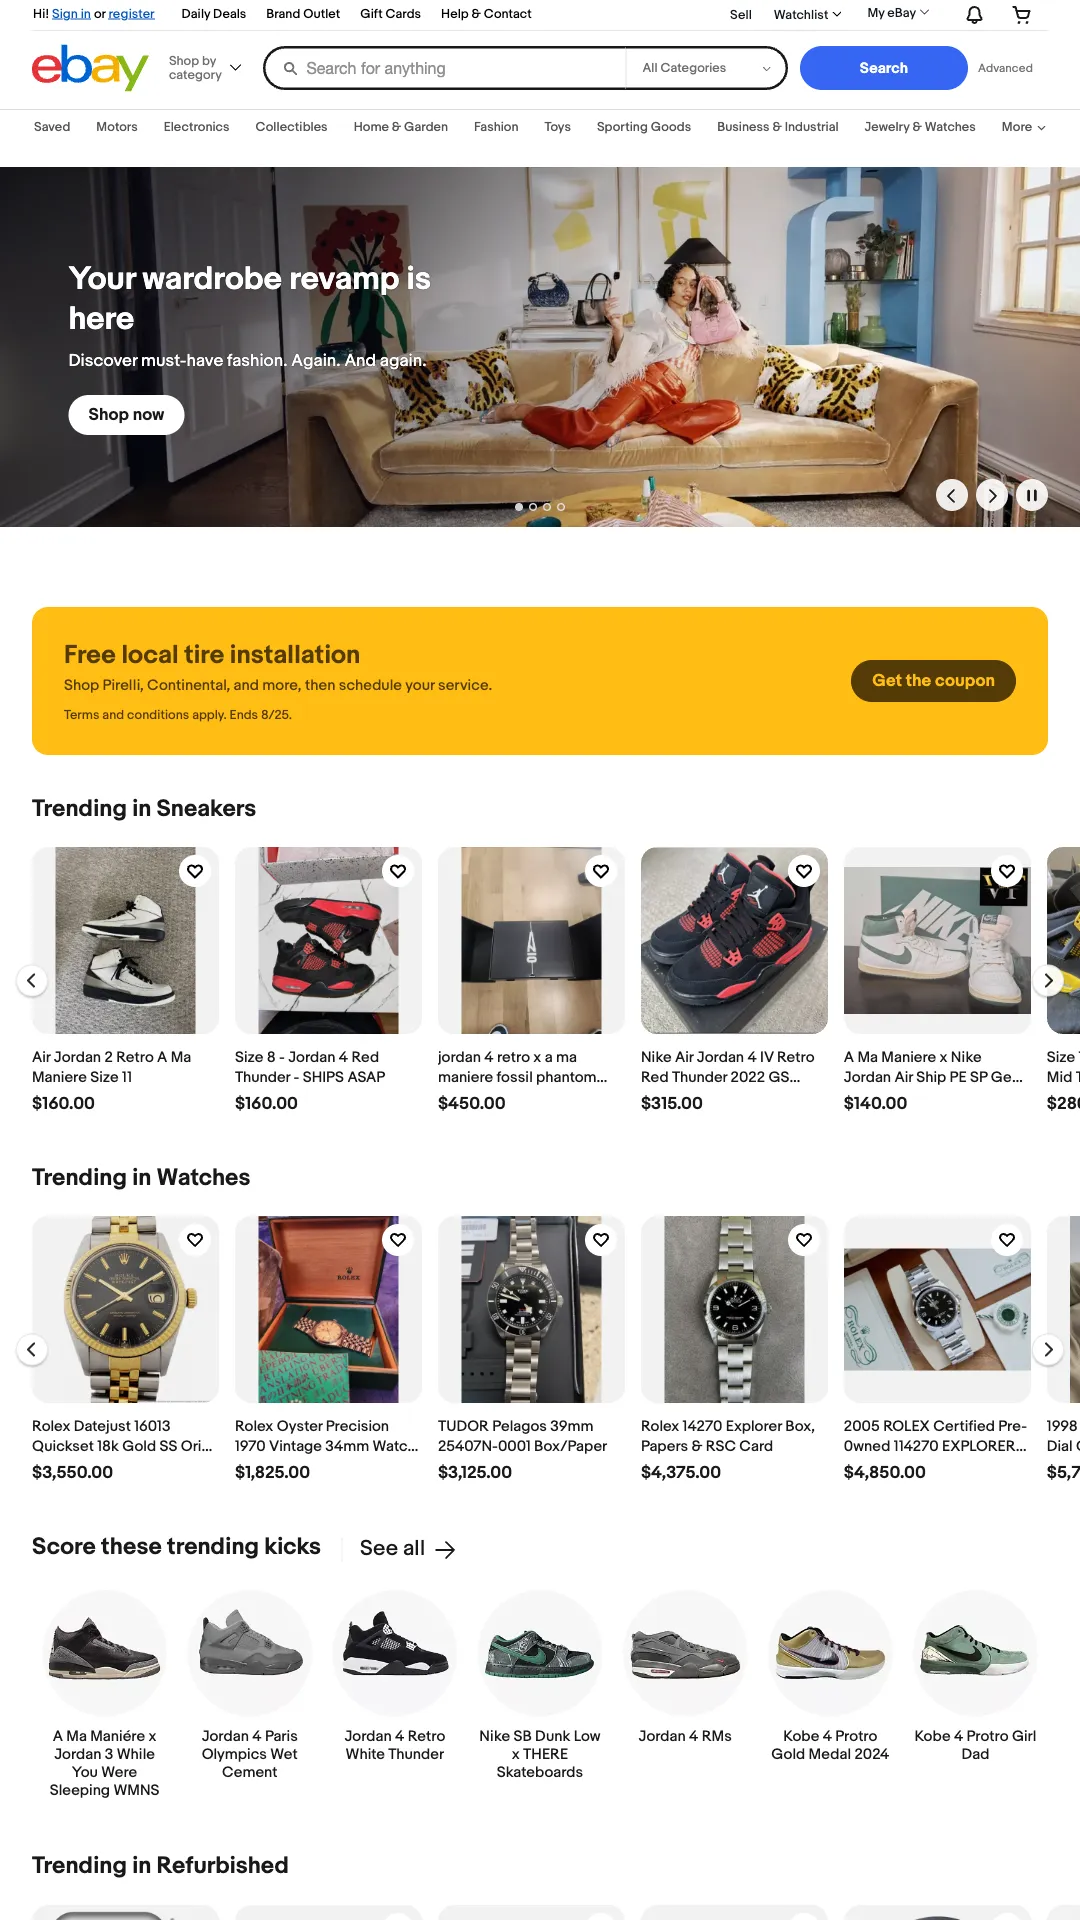 Hi! Sign in or register
Daily Deals
Brand Outlet
Gift Cards
Help & Contact
Sell
Watchlist
My eBay
ebay
Shop by
category
Search for anything
All Categories
Search
Advanced
Saved
Motors
Electronics
Collectibles
Home & Garden
Fashion
Toys
Sporting Goods
Business & Industrial
Jewelry & Watches
More
Your wardrobe revamp is
here
Discover must-have fashion. Again. And again.
Shop now
Free local tire installation
Shop Pirelli, Continental, and more, then schedule your service.
Terms and conditions apply. Ends 8/25.
Get the coupon
Trending in Sneakers
NIKE
Air Jordan 2 Retro A Ma
Maniere Size 11
$160.00
Size 8 - Jordan 4 Red
Thunder - SHIPS ASAP
$160.00
jordan 4 retro x a ma
maniere fossil phantom...
$450.00
Nike Air Jordan 4 IV Retro
Red Thunder 2022 GS...
$315.00
A Ma Maniere x Nike
Jordan Air Ship PE SP Ge...
$140.00
Size
Mid T
$280
Trending in Watches
ROLEX
Rolex Datejust 16013
Quickset 18k Gold SS Ori...
$3,550.00
Rolex Oyster Precision
1970 Vintage 34mm Watc...
$1,825.00
TUDOR Pelagos 39mm
25407N-0001 Box/Paper
$3,125.00
Rolex 14270 Explorer Box,
Papers & RSC Card
$4,375.00
2005 ROLEX Certified Pre-
Owned 114270 EXPLORER...
$4,850.00
1998
Dial
$5,7
Score these trending kicks
See all
A Ma Maniére x
Jordan 3 While
You Were
Sleeping WMNS
Jordan 4 Paris
Olympics Wet
Cement
Jordan 4 Retro
White Thunder
Nike SB Dunk Low
x THERE
Skateboards
Jordan 4 RMs
Kobe 4 Protro
Gold Medal 2024
Kobe 4 Protro Girl
Dad
Trending in Refurbished